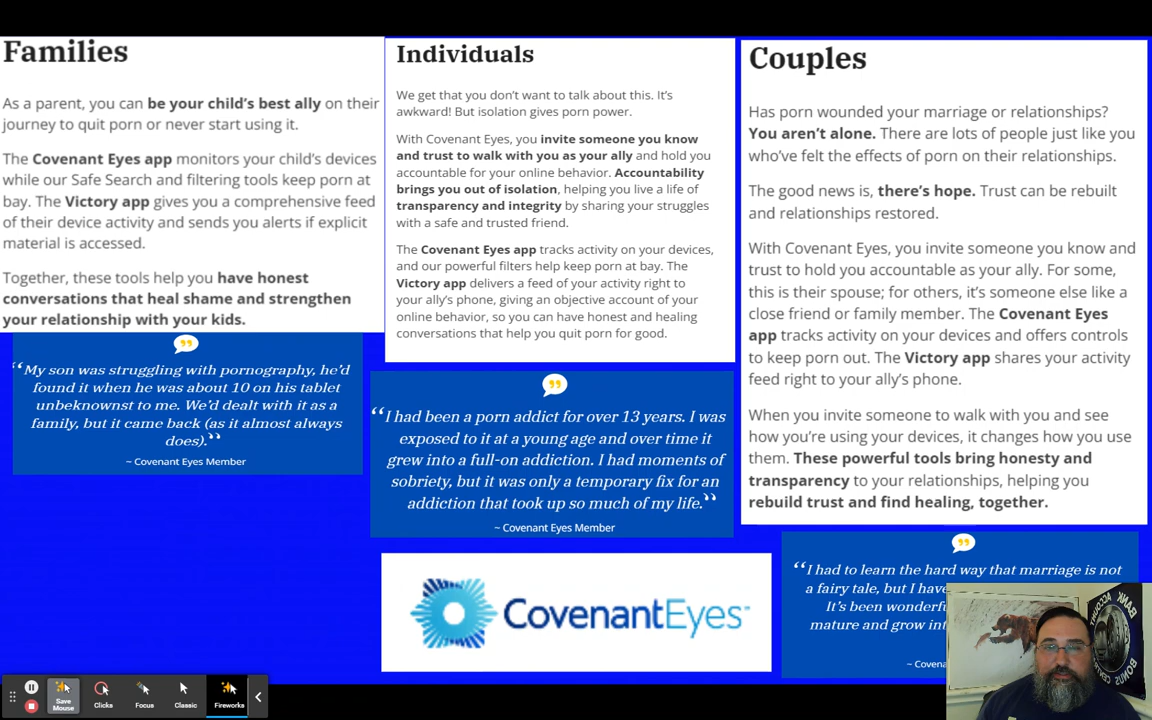 Families
As a parent, you can be your child's best ally on their
journey to quit porn or never start using it.
The Covenant Eyes app monitors your child's devices
while our Safe Search and filtering tools keep porn at
bay. The Victory app gives you a comprehensive feed
of their device activity and sends you alerts if explicit
material is accessed.
Together, these tools help you have honest
conversations that heal shame and strengthen
your relationship with your kids.
“My son was struggling with pornography, he'd
found it when he was about 10 on his tablet
unbeknownst to me. We'd dealt with it as a
family, but it came back (as it almost always
does).”
~ Covenant Eyes Member
Individuals
We get that you don't want to talk about this. It's
awkward! But isolation gives porn power.
With Covenant Eyes, you invite someone you know
and trust to walk with you as your ally and hold you
accountable for your online behavior. Accountability
brings you out of isolation, helping you live a life of
transparency and integrity by sharing your struggles
with a safe and trusted friend.
The Covenant Eyes app tracks activity on your devices,
and our powerful filters help keep porn at bay. The
Victory app delivers a feed of your activity right to
your ally's phone, giving an objective account of your
online behavior, so you can have honest and healing
conversations that help you quit porn for good.
“I had been a porn addict for over 13 years. I was
exposed to it at a young age and over time it
grew into a full-on addiction. I had moments of
sobriety, but it was only a temporary fix for an
addiction that took up so much of my life.”
~ Covenant Eyes Member
CovenantEyes
Couples
Has porn wounded your marriage or relationships?
You aren't alone. There are lots of people just like you
who've felt the effects of porn on their relationships.
The good news is, there's hope. Trust can be rebuilt
and relationships restored.
With Covenant Eyes, you invite someone you know and
trust to hold you accountable as your ally. For some,
this is their spouse; for others, it's someone else like a
close friend or family member. The Covenant Eyes
app tracks activity on your devices and offers controls
to keep porn out. The Victory app shares your activity
feed right to your ally's phone.
When you invite someone to walk with you and see
how you're using your devices, it changes how you use
them. These powerful tools bring honesty and
transparency to your relationships, helping you
rebuild trust and find healing, together.
“I had to learn the hard way that marriage is not
a fairy tale, but I have
It's been wonderf
mature and grow int
~ Coven
Save
Mouse
Clicks
Focus
Classic
Fireworks